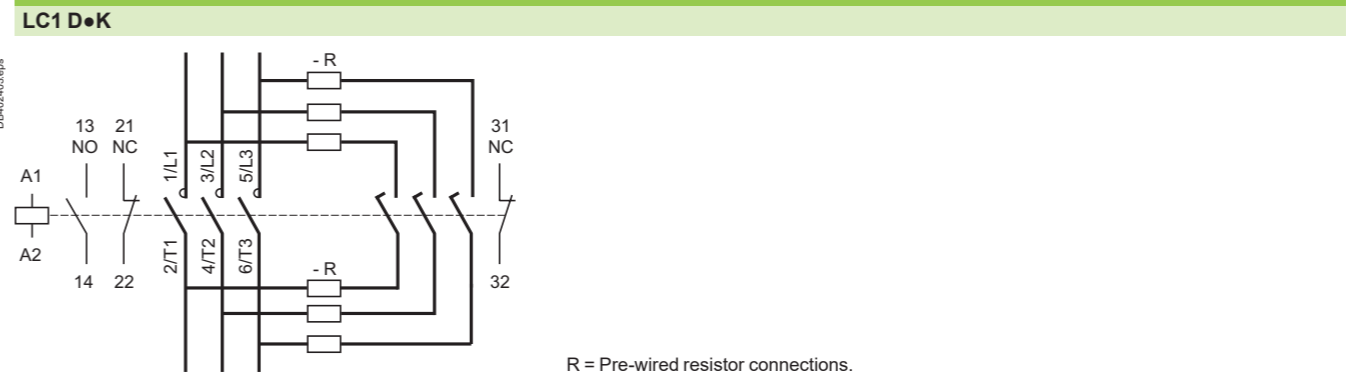 LC1 D●K
- R
13 21
NO NC
31
NC
A1
1/L1
3/L2
5/L3
A2
2/T1
4/T2
6/T3
- R
14 22
32
R = Pre-wired resistor connections.